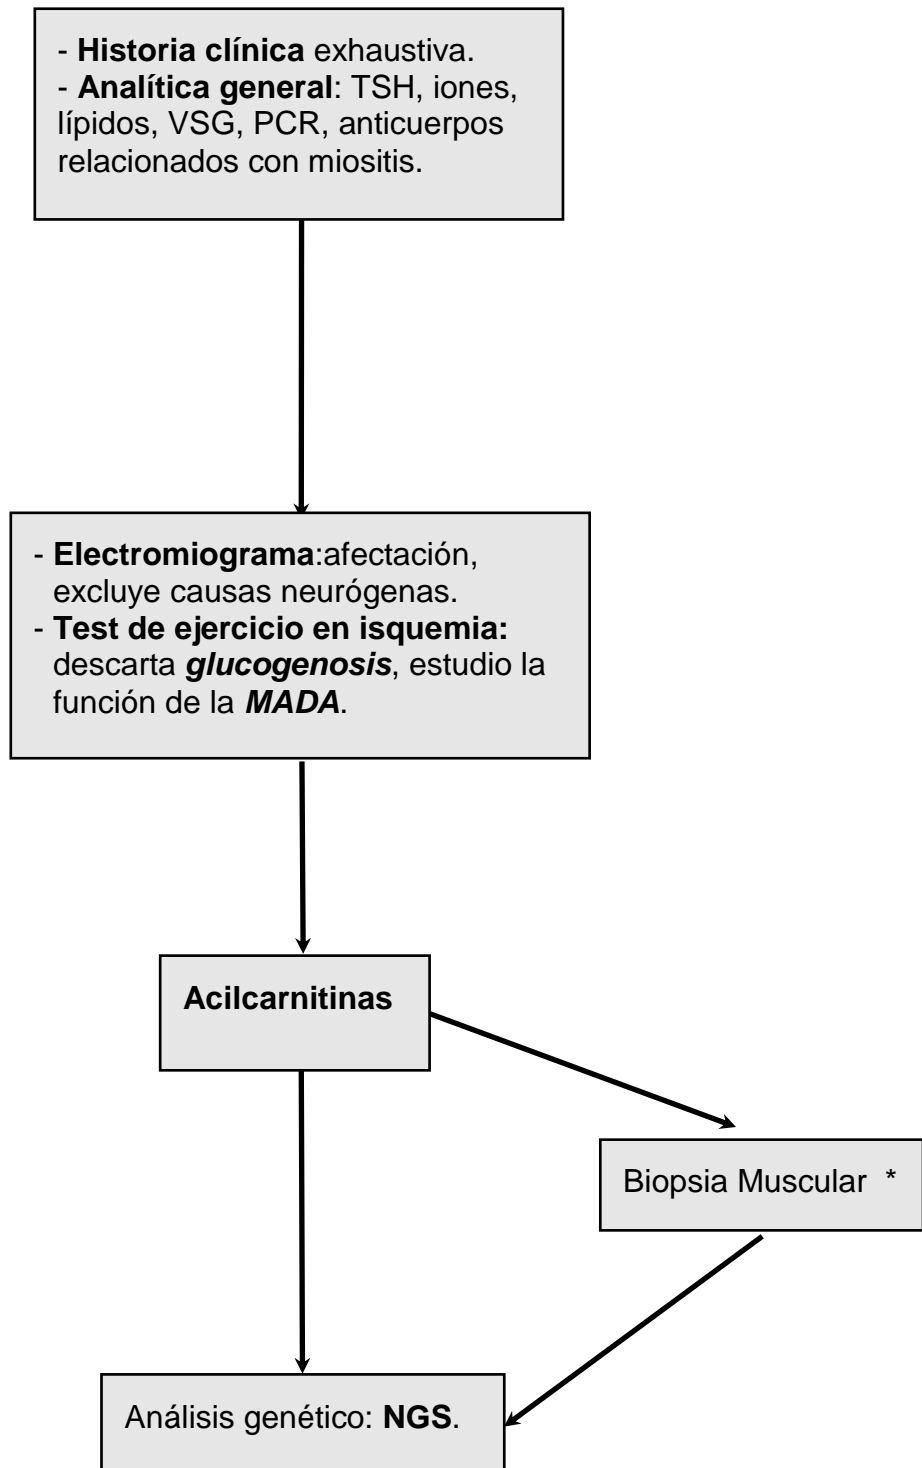 - Historia clínica exhaustiva.
- Analítica general: TSH, iones,
lípidos, VSG, PCR, anticuerpos
relacionados con miositis.
- Electromiograma:afectación,
excluye causas neurógenas.
- Test de ejercicio en isquemia:
descarta glucogenosis, estudio la
función de la MADA.
Acilcarnitinas
Biopsia Muscular *
Análisis genético: NGS.